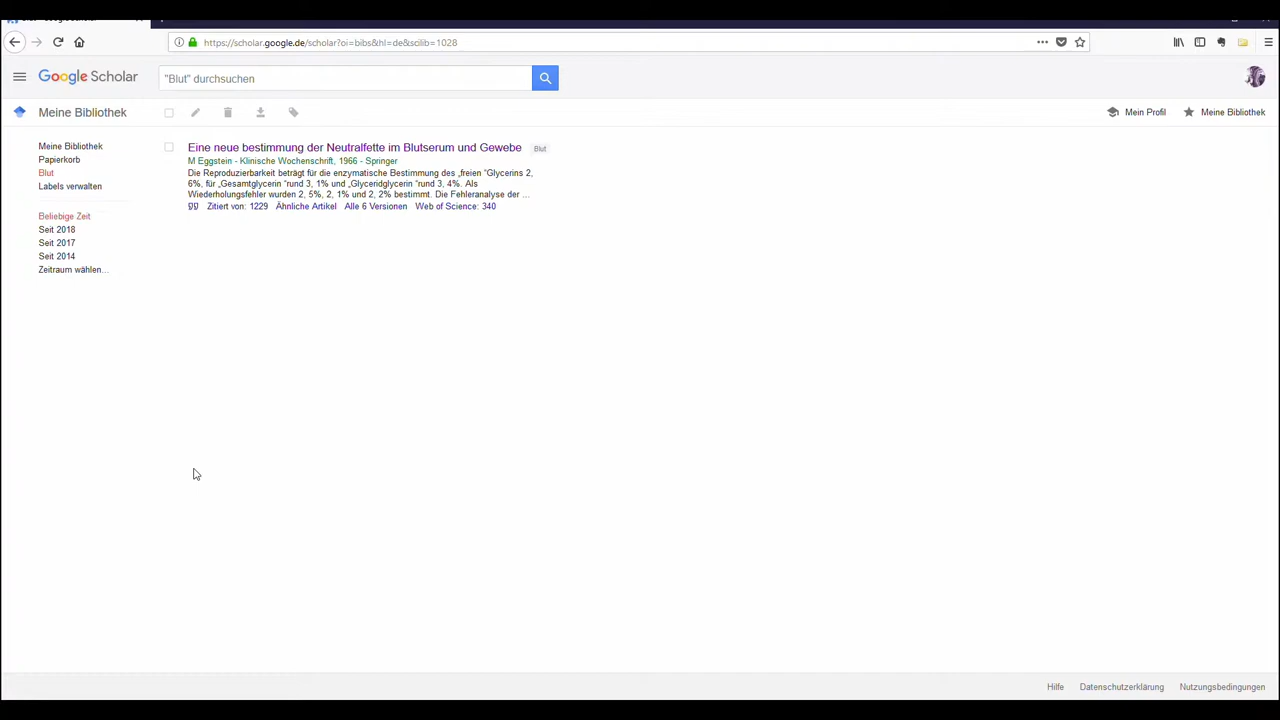 https://scholar.google.de/scholar?oi=bibs&hl=de&scilib=1028
Google Scholar
"Blut" durchsuchen
Meine Bibliothek
Mein Profil
Meine Bibliothek
Meine Bibliothek
Papierkorb
Blut
Labels verwalten
Beliebige Zeit
Seit 2018
Seit 2017
Seit 2014
Zeitraum wählen...
Eine neue bestimmung der Neutralfette im Blutserum und Gewebe
Blut
M Eggstein - Klinische Wochenschrift, 1966 - Springer
Die Reproduzierbarkeit beträgt für die enzymatische Bestimmung des „freien “Glycerins 2,
6%, für „Gesamtglycerin “rund 3, 1% und „Glyceridglycerin “rund 3, 4%. Als
Wiederholungsfehler wurden 2, 5%, 2, 1% und 2, 2% bestimmt. Die Fehleranalyse der ...
Zitiert von: 1229 Ähnliche Artikel Alle 6 Versionen Web of Science: 340
Hilfe Datenschutzerklärung Nutzungsbedingungen